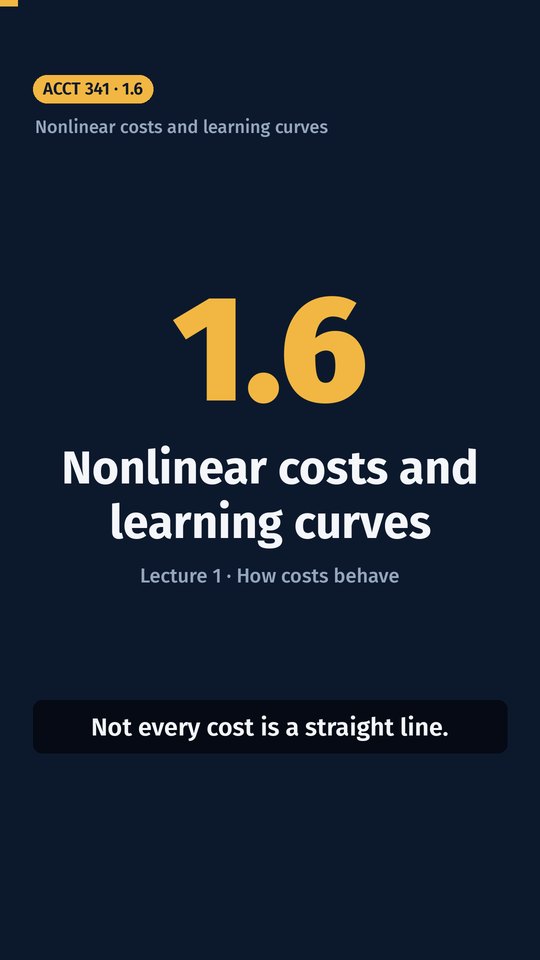 ACCT 341 · 1.6
Nonlinear costs and learning curves
1.6
Nonlinear costs and
learning curves
Lecture 1 · How costs behave
Not every cost is a straight line.